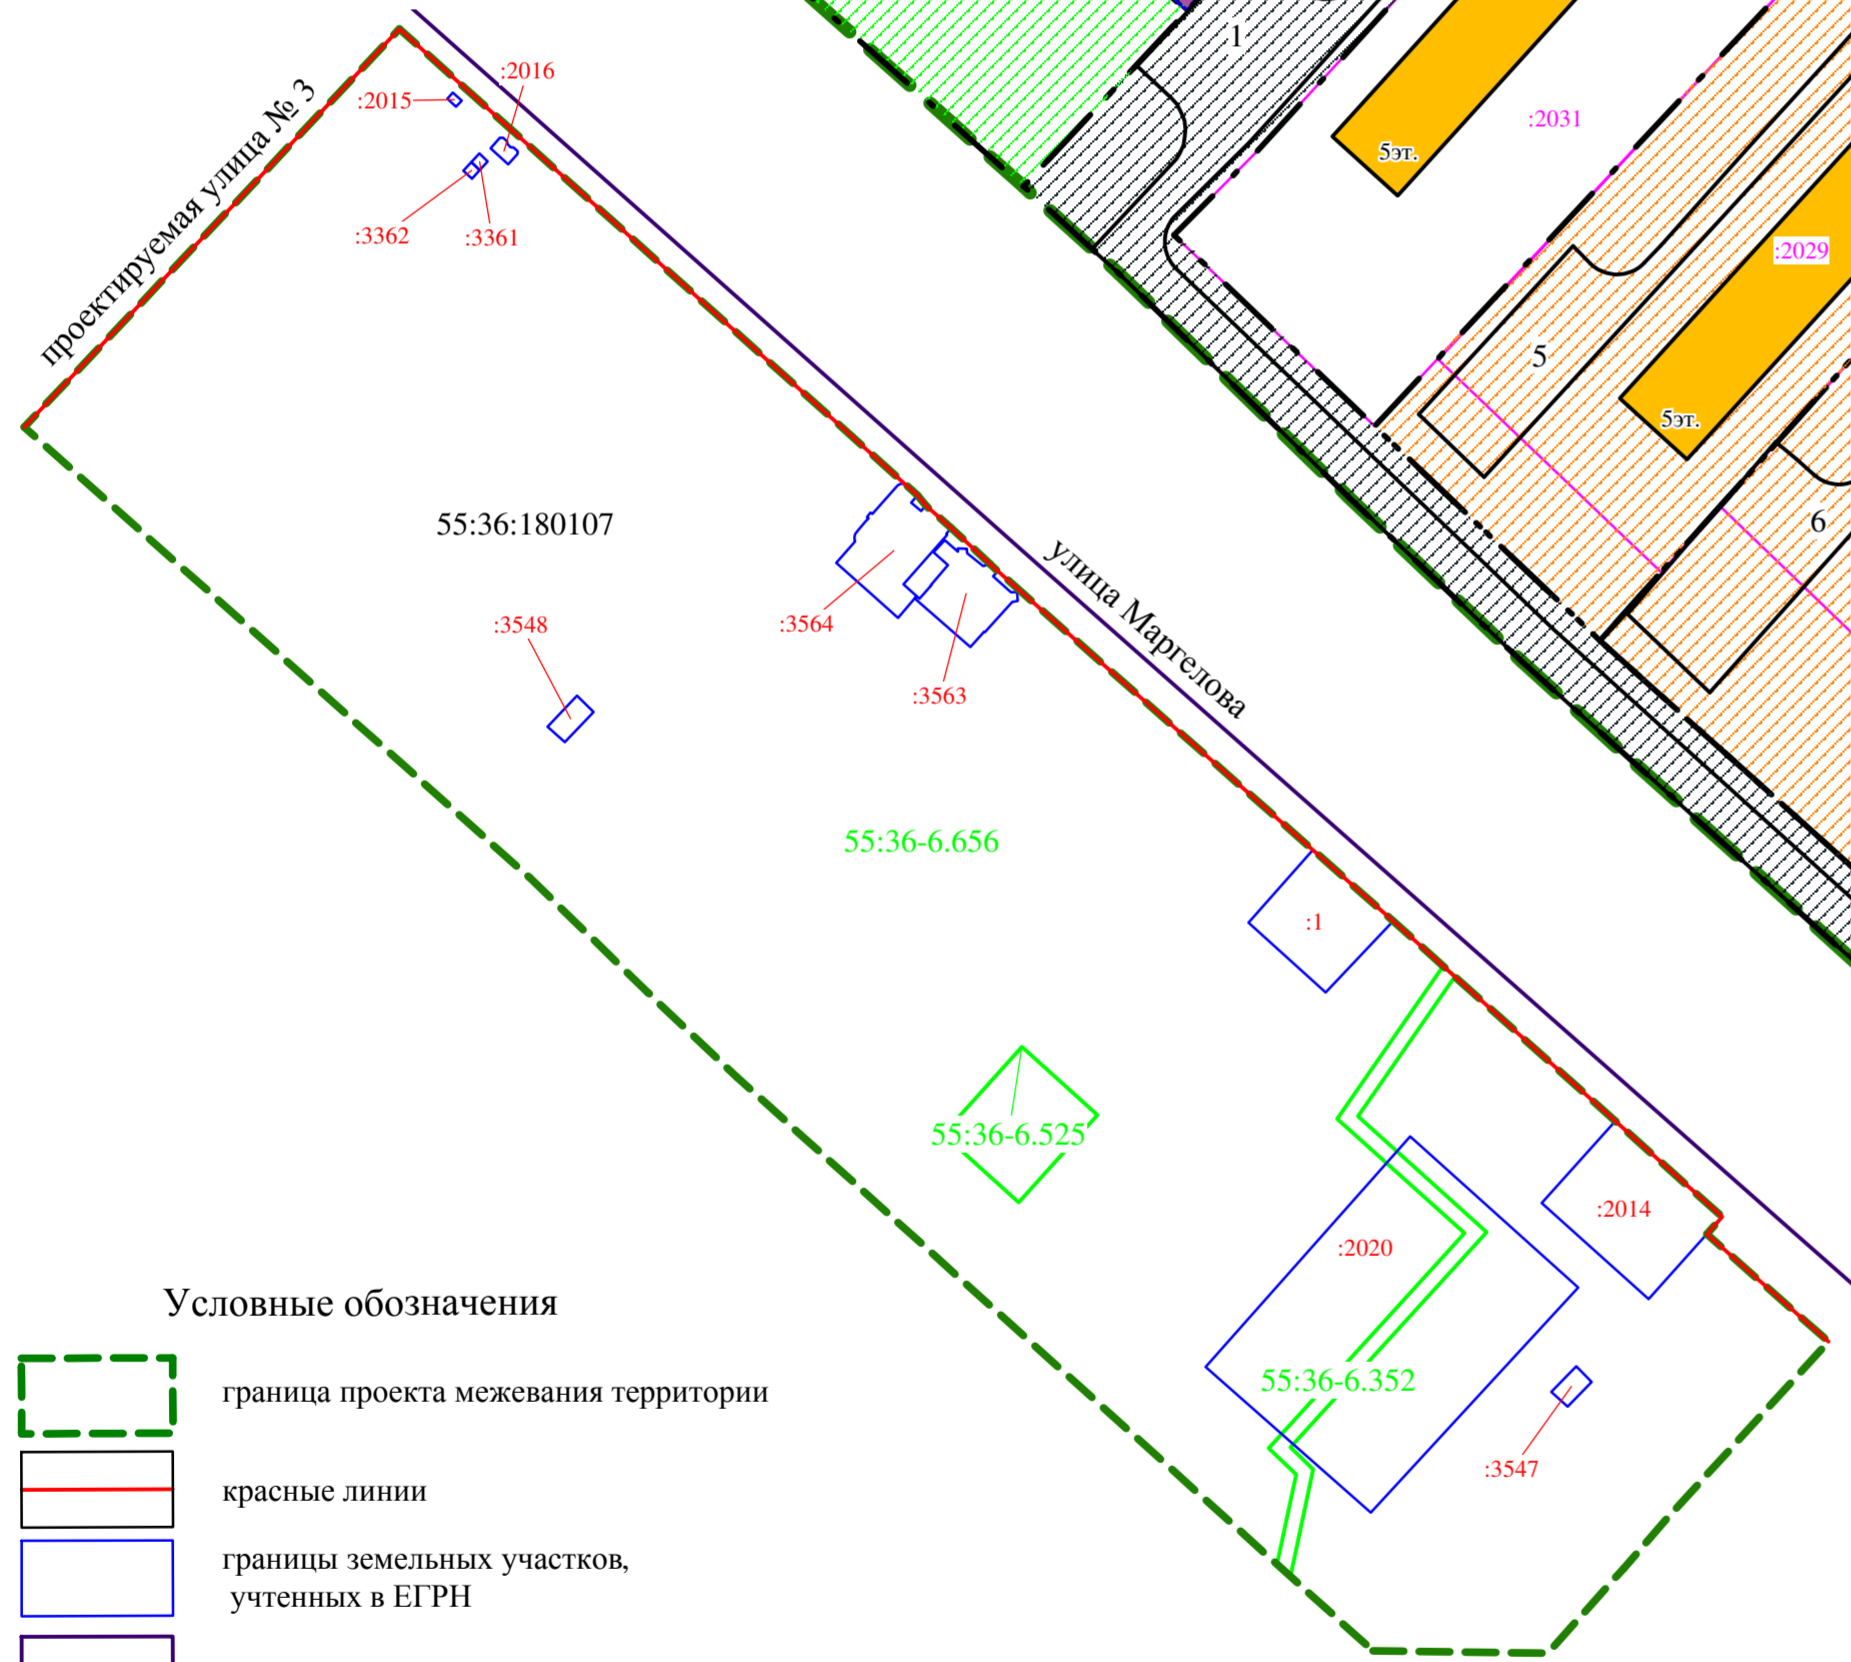 1
:2016
:2015
проектируемая улица № 3
:2031
5эт.
:3362
:3361
:2029
5
5эт.
6
55:36:180107
улица Маргелова
:3548
:3564
:3563
55:36-6.656
:1
55:36-6.525
:2014
:2020
55:36-6.352
:3547
Условные обозначения
граница проекта межевания территории
красные линии
границы земельных участков,
учтенных в ЕГРН